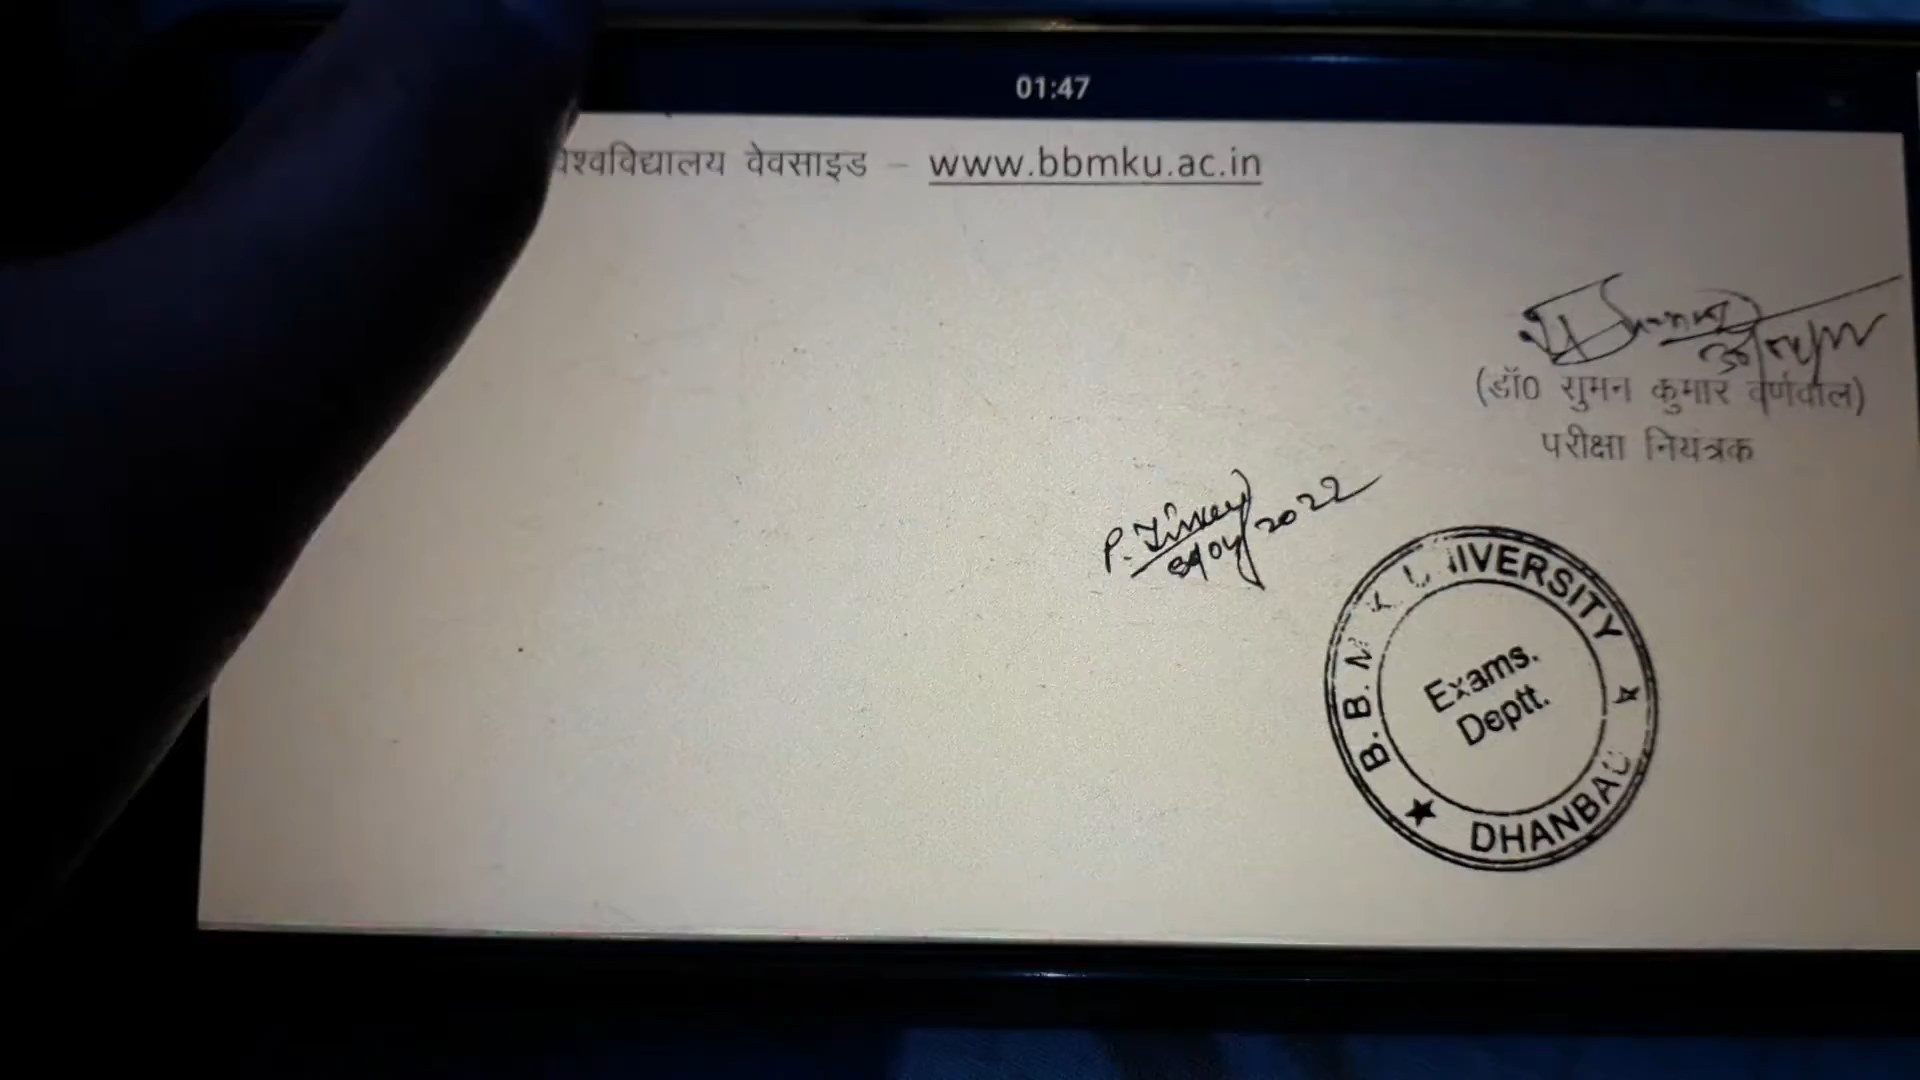 01:47
विश्वविद्यालय वेवसाइड – www.bbmku.ac.in
(डॉ0 सुमन कुमार वर्णवाल)
परीक्षा नियंत्रक
2022
B.B.M.K UNIVERSITY
Exams.
Deptt.
DHANBAD